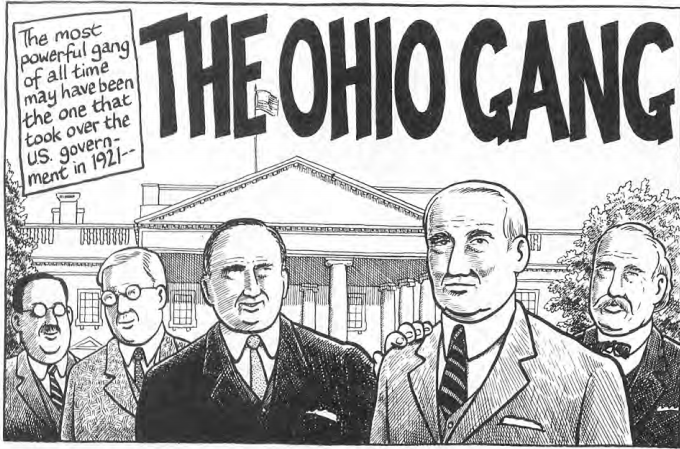 The most
powerful gang
of all time
may have been
the one that
took over the
U.S. govern-
ment in 1921--
THE OHIO GANG